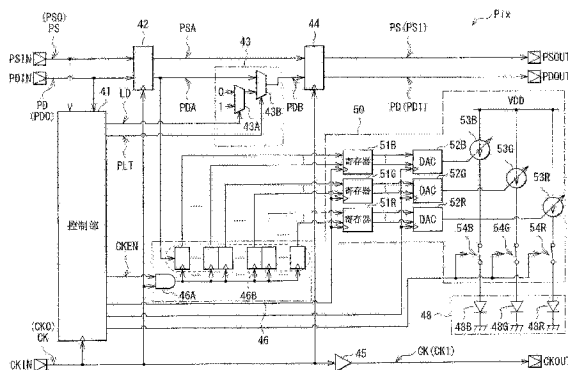 (PS0)
PS
PSIN
PDIN
PD
(PD0)
42
PSA
43
44
Pix
PS(PS1)
PSOUT
PDOUT
PD(PD1)
41
LD
PDA
0
1
43A
43B
PDB
PLT
50
VDD
53B
53G
53R
51B
寄存器
52B
DAC
51G
寄存器
52G
DAC
51R
寄存器
52R
DAC
控制部
CKEN
46A
46B
46
54B
54G
54R
48
48B
48G
48R
(CK0)
CK
CKIN
45
CK(CK1)
CKOUT